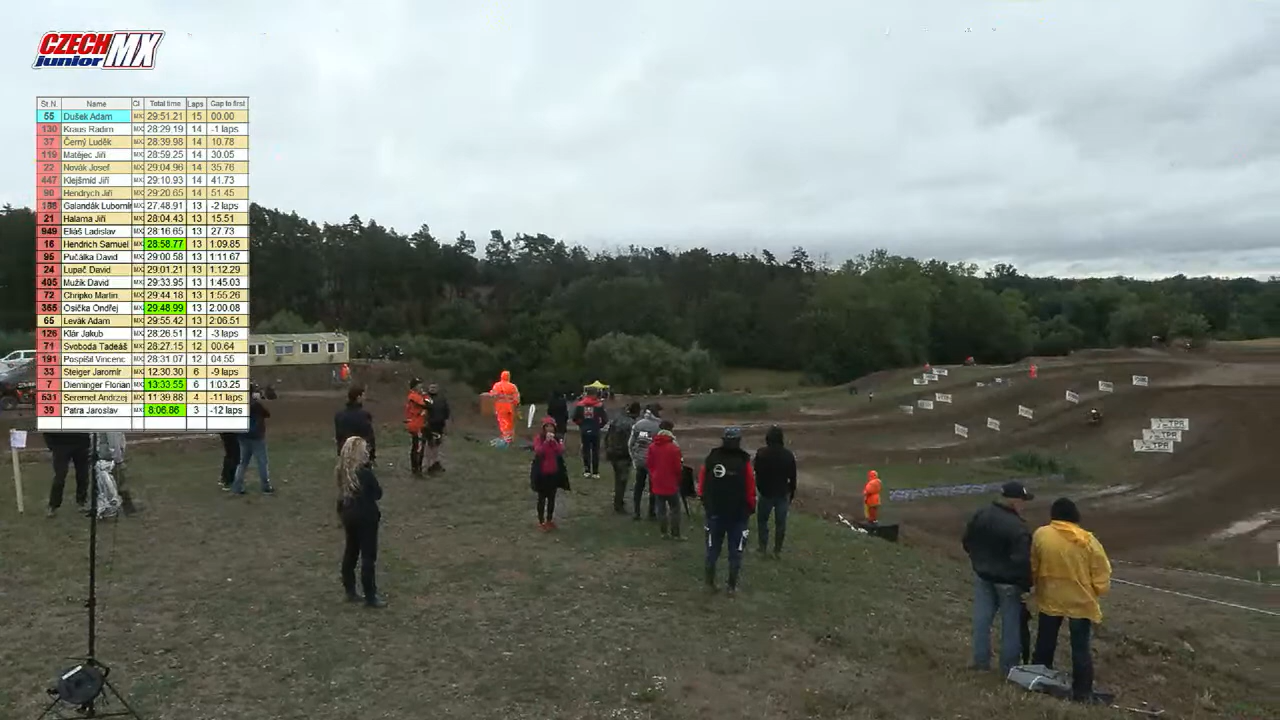 CZECH MX
junior
St.N. Name Cl Total time Laps Gap to first
55 Dušek Adam MX 29:51.21 15 00.00
130 Kraus Radim MX 28:29.19 14 -1 laps
37 Černý Luděk MX 28:39.98 14 10.78
119 Matějec Jiří MX 28:59.25 14 30.05
22 Novák Josef MX 29:04.96 14 35.76
447 Klejšmíd Jiří MX 29:10.93 14 41.73
90 Hendrych Jiří MX 29:20.65 14 51.45
Galandák Lubomír MX 27:48.91 13 -2 laps
21 Halama Jiří MX 28:04.43 13 15.51
949 Eliáš Ladislav MX 28:16.65 13 27.73
16 Hendrich Samuel MX 28:58.77 13 1:09.85
95 Pučálka David MX 29:00.58 13 1:11.67
24 Lupač David MX 29:01.21 13 1:12.29
405 Mužík David MX 29:33.95 13 1:45.03
72 Chripko Martin MX 29:44.18 13 1:55.26
365 Osička Ondřej MX 29:48.99 13 2:00.08
65 Levák Adam MX 29:55.42 13 2:06.51
126 Klár Jakub MX 28:26.51 12 -3 laps
71 Svoboda Tadeáš MX 28:27.15 12 00.64
191 Pospíšil Vincenc MX 28:31.07 12 04.55
33 Steiger Jaromír MX 12:30.30 6 -9 laps
7 Dieminger Florian MX 13:33.55 6 1:03.25
531 Seremet Andrzej MX 11:39.88 4 -11 laps
39 Patra Jaroslav MX 8:06.86 3 -12 laps